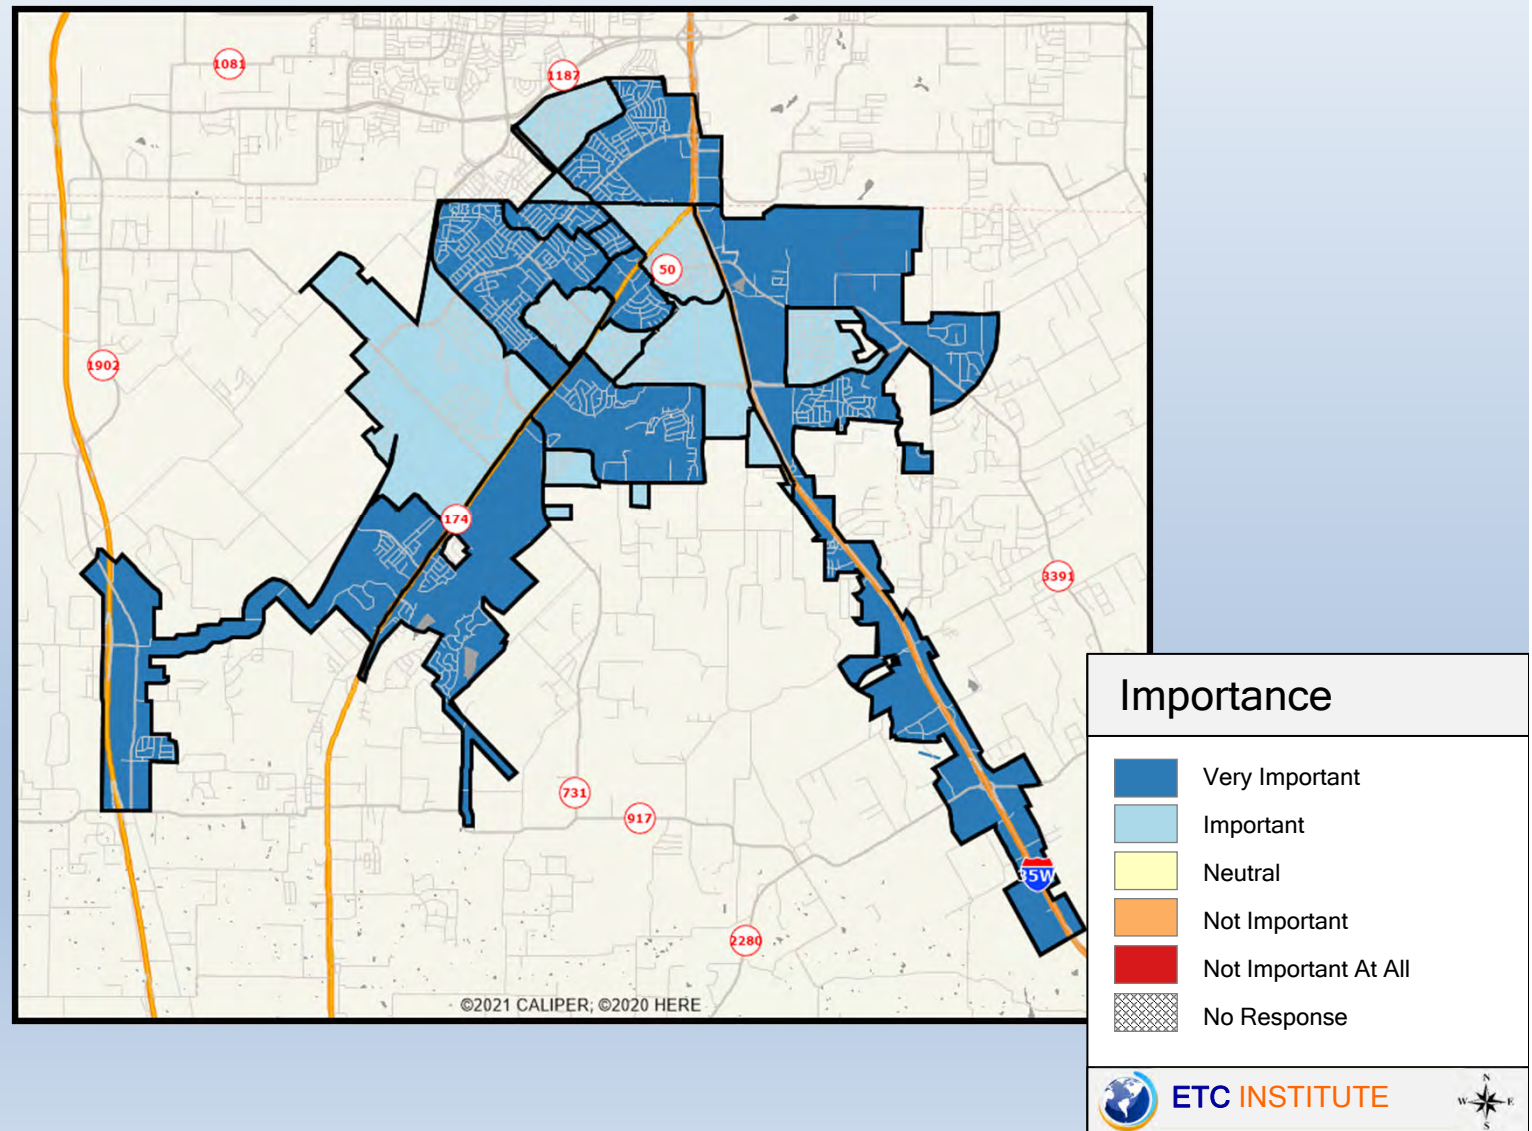 1081
1187
50
1902
174
3391
731
917
35W
2280
©2021 CALIPER; ©2020 HERE
Importance
Very Important
Important
Neutral
Not Important
Not Important At All
No Response
ETC INSTITUTE
N
W E
S